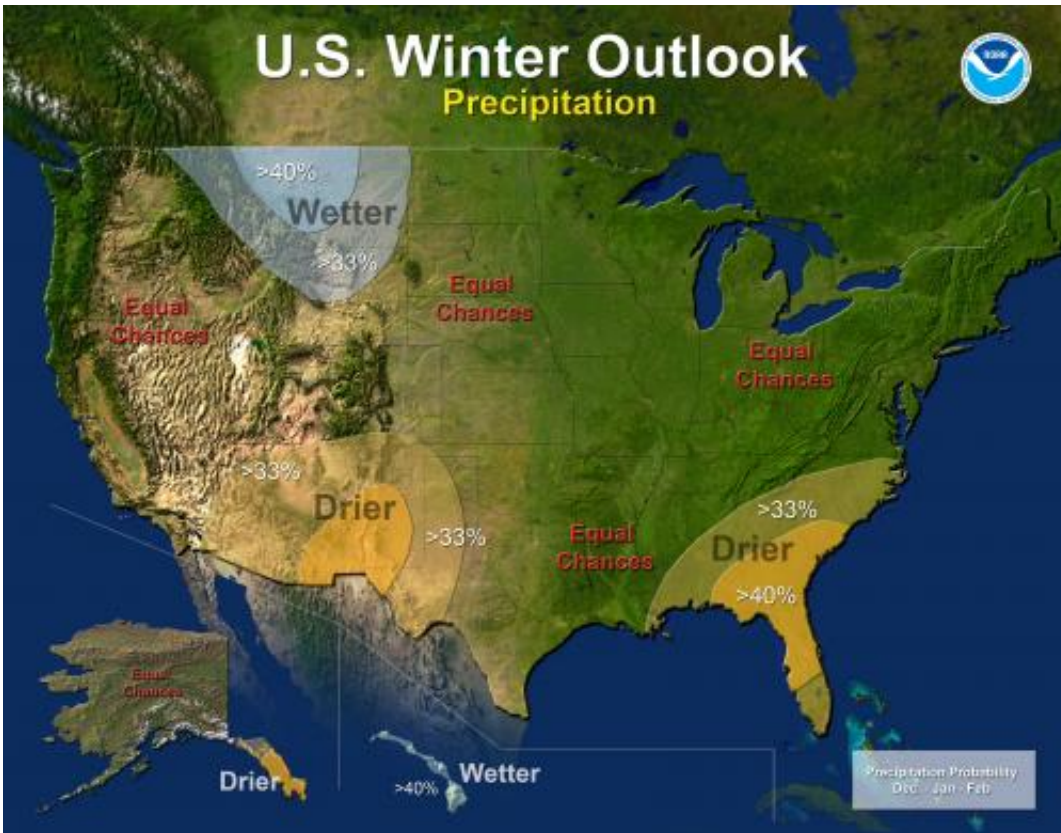 U.S. Winter Outlook
Precipitation
NOAA
>40%
Wetter
>33%
Equal
Chances
Equal
Chances
Equal
Chances
>33%
Drier
>33%
Equal
Chances
>33%
Drier
>40%
Equal
Chances
Drier
>40%
Wetter
Precipitation Probability
Dec - Jan - Feb